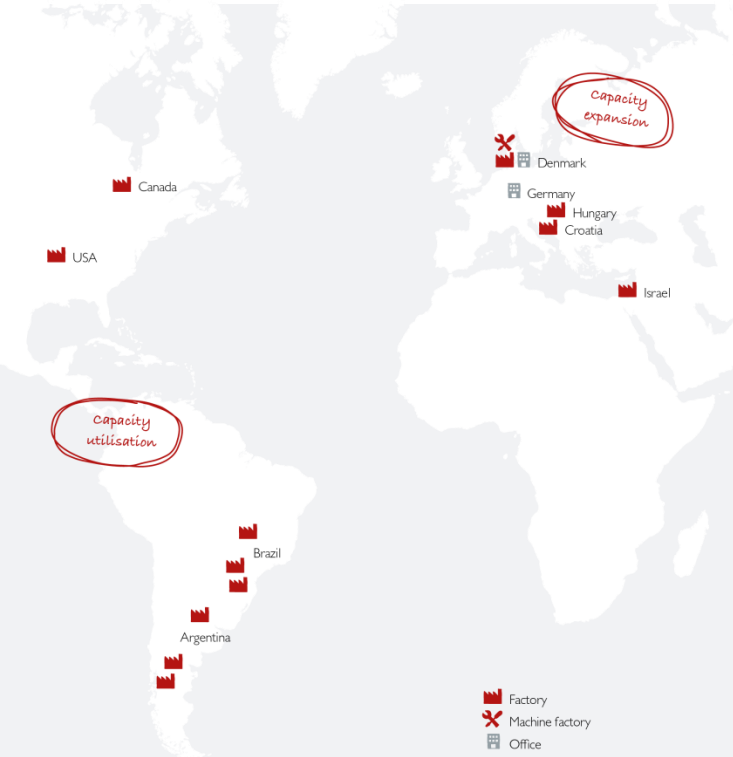 Capacity
expansion
Denmark
Canada
Germany
Hungary
Croatia
USA
Israel
Capacity
utilisation
Brazil
Argentina
Factory
Machine factory
Office